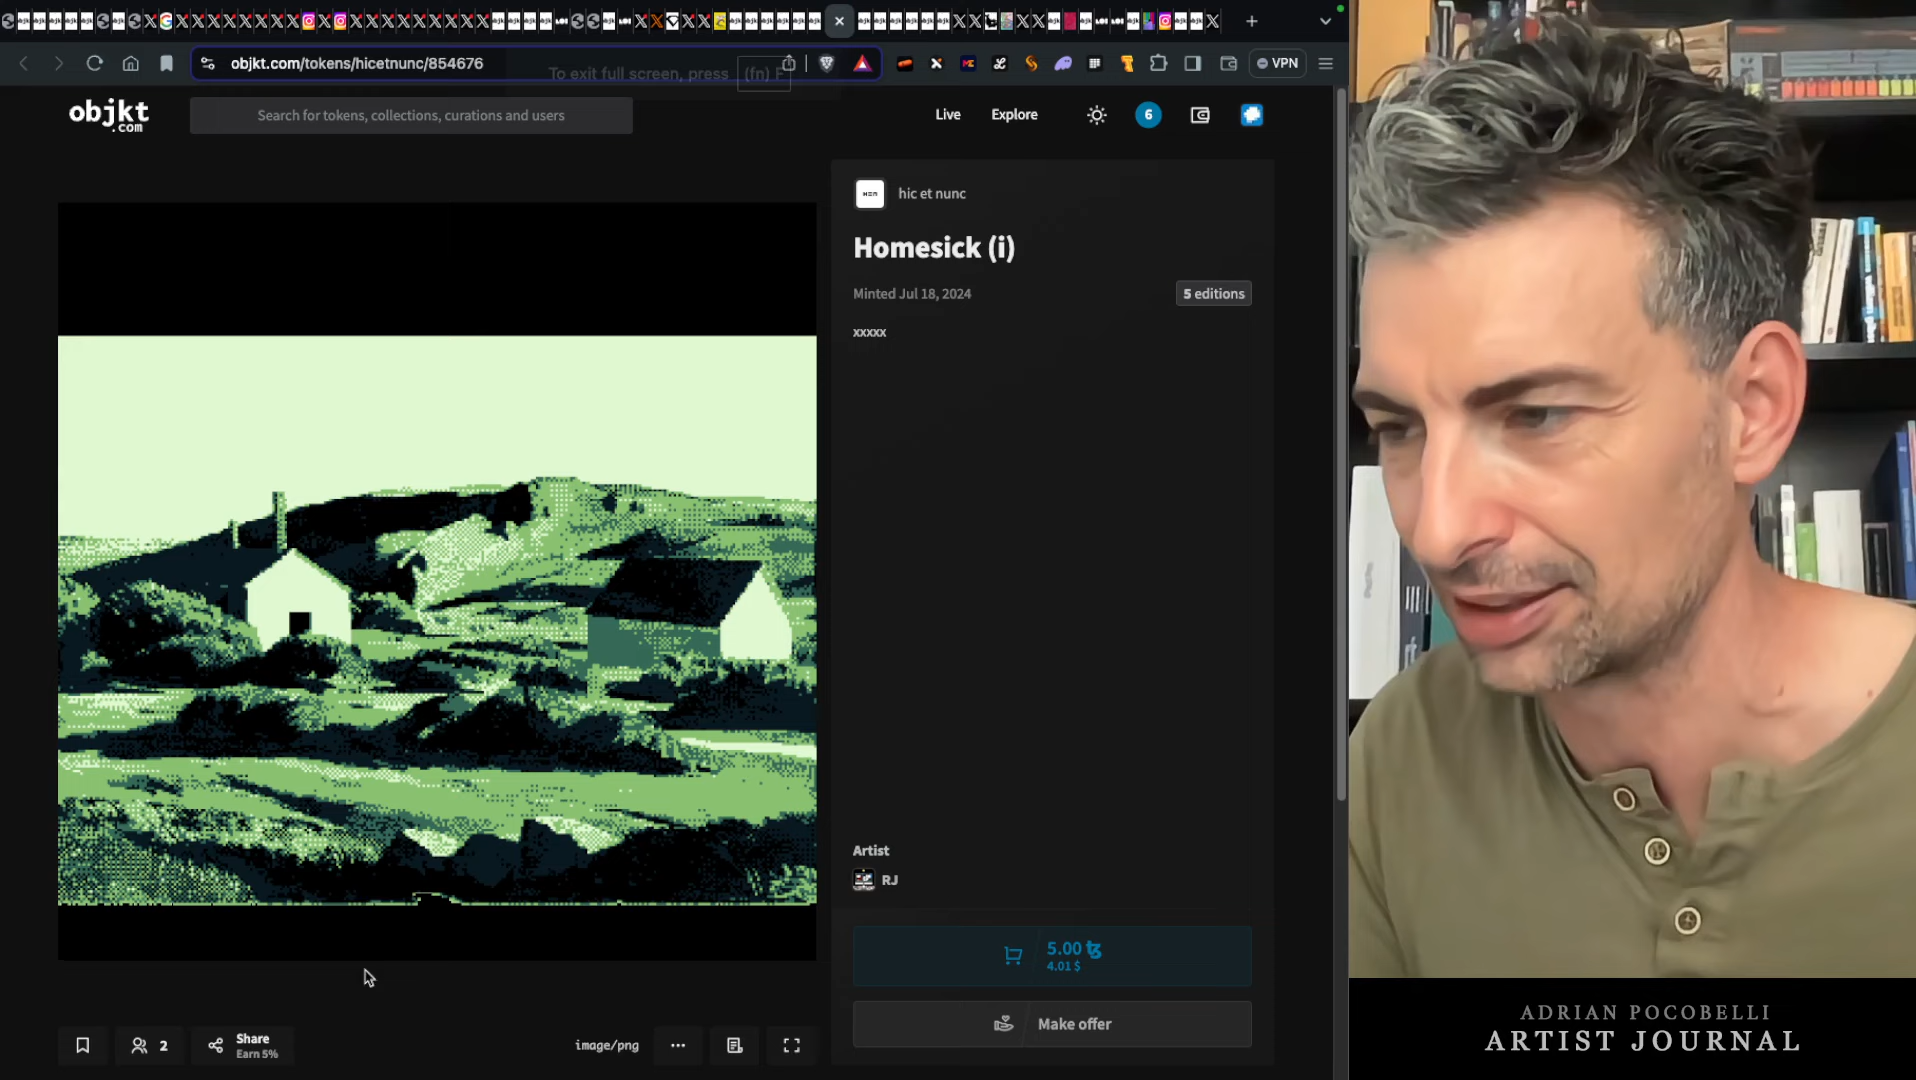 objkt.com/tokens/hicetnunc/854676
To exit full screen, press (fn) F
VPN
objkt
.com
Search for tokens, collections, curations and users
Live
Explore
6
HEN
hic et nunc
Homesick (i)
Minted Jul 18, 2024
5 editions
xxxxx
Artist
RJ
5.00 ꜩ
4.01 $
Make offer
2
Share
Earn 5%
image/png
ADRIAN POCOBELLI
ARTIST JOURNAL